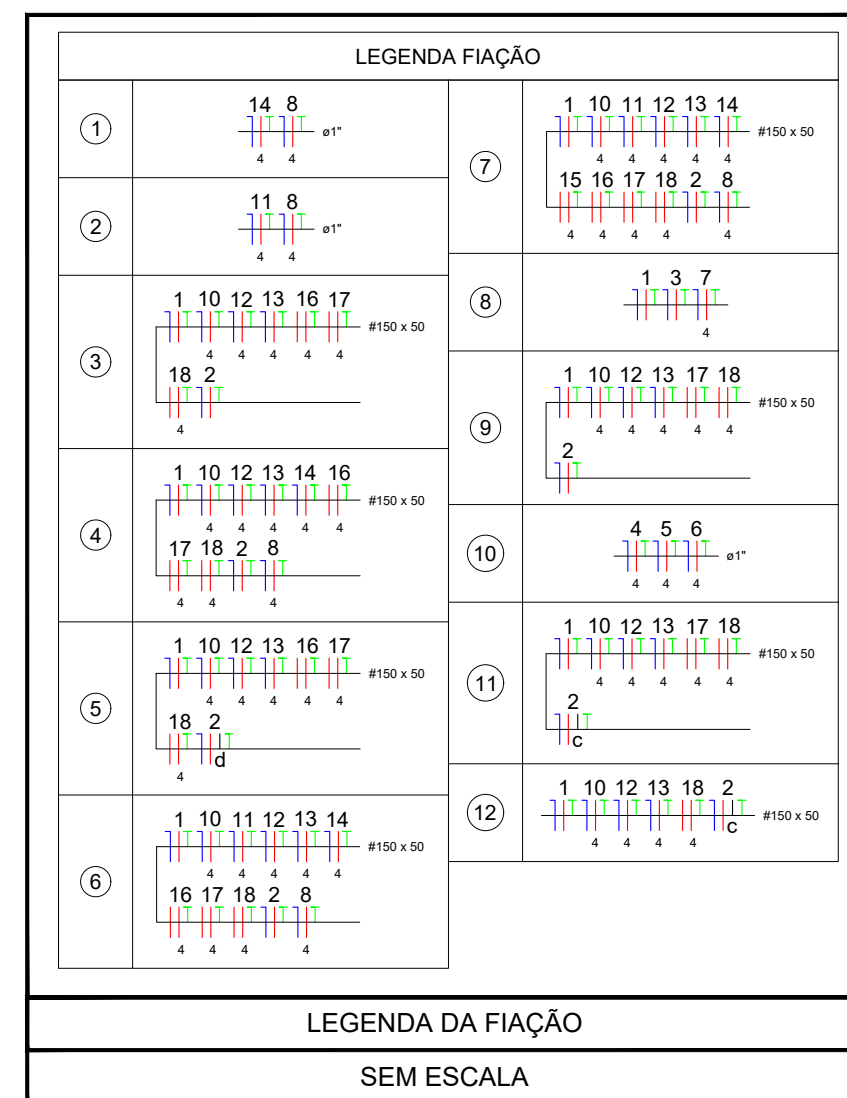 LEGENDA FIAÇÃO
1
14 8
ø1"
4 4
2
11 8
ø1"
4 4
3
1 10 12 13 16 17
#150 x 50
4 4 4 4 4
18 2
4
4
1 10 12 13 14 16
#150 x 50
4 4 4 4 4
17 18 2 8
4 4 4
5
1 10 12 13 16 17
#150 x 50
4 4 4 4 4
18 2
d
4
6
1 10 11 12 13 14
#150 x 50
4 4 4 4 4
16 17 18 2 8
4 4 4 4
7
1 10 11 12 13 14
#150 x 50
4 4 4 4 4
15 16 17 18 2 8
4 4 4 4 4
8
1 3 7
4
9
1 10 12 13 17 18
#150 x 50
4 4 4 4 4
2
10
4 5 6
ø1"
4 4 4
11
1 10 12 13 17 18
#150 x 50
4 4 4 4 4
2
c
12
1 10 12 13 18 2
#150 x 50
c
4 4 4 4
LEGENDA DA FIAÇÃO
SEM ESCALA